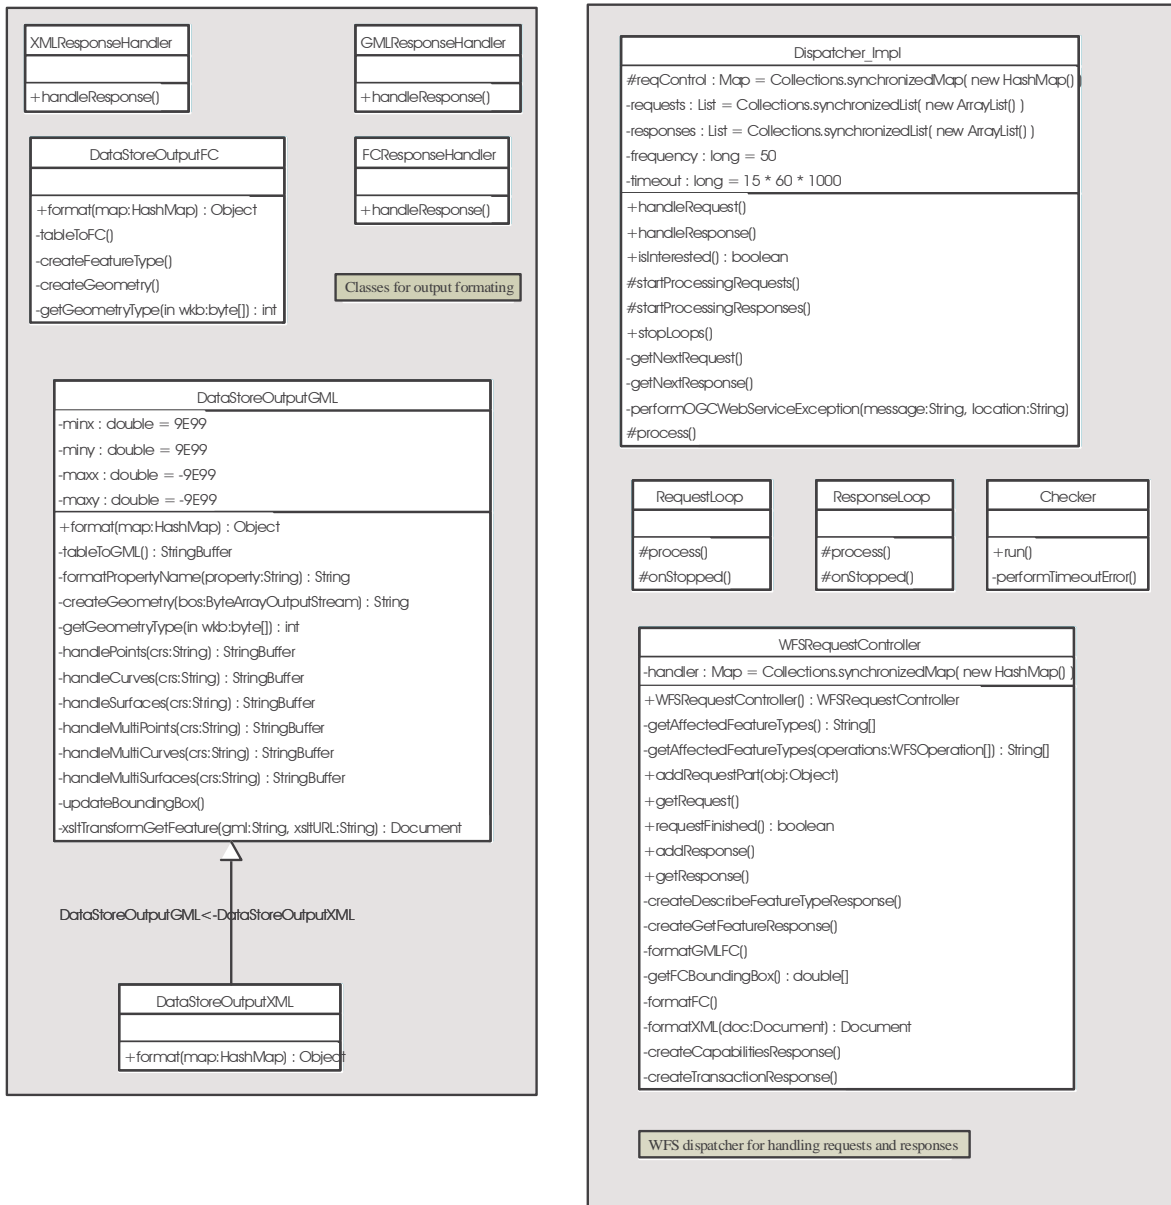 XMLResponseHandler
+handleResponse()
GMLResponseHandler
+handleResponse()
DataStoreOutputFC
+format(map:HashMap) : Object
-tableToFC()
-createFeatureType()
-createGeometry()
-getGeometryType(in wkb:byte[]) : int
FCResponseHandler
+handleResponse()
Classes for output formating
DataStoreOutputGML
-minx : double = 9E99
-miny : double = 9E99
-maxx : double = -9E99
-maxy : double = -9E99
+format(map:HashMap) : Object
-tableToGML() : StringBuffer
-formatPropertyName(property:String) : String
-createGeometry(bos:ByteArrayOutputStream) : String
-getGeometryType(in wkb:byte[]) : int
-handlePoints(crs:String) : StringBuffer
-handleCurves(crs:String) : StringBuffer
-handleSurfaces(crs:String) : StringBuffer
-handleMultiPoints(crs:String) : StringBuffer
-handleMultiCurves(crs:String) : StringBuffer
-handleMultiSurfaces(crs:String) : StringBuffer
-updateBoundingBox()
-xsltTransformGetFeature(gml:String, xsltURL:String) : Document
DataStoreOutputGML<-DataStoreOutputXML
DataStoreOutputXML
+format(map:HashMap) : Object
Dispatcher_Impl
#reqControl : Map = Collections.synchronizedMap( new HashMap() )
-requests : List = Collections.synchronizedList( new ArrayList() )
-responses : List = Collections.synchronizedList( new ArrayList() )
-frequency : long = 50
-timeout : long = 15 * 60 * 1000
+handleRequest()
+handleResponse()
+isInterested() : boolean
#startProcessingRequests()
#startProcessingResponses()
+stopLoops()
-getNextRequest()
-getNextResponse()
-performOGCWebServiceException(message:String, location:String)
#process()
RequestLoop
#process()
#onStopped()
ResponseLoop
#process()
#onStopped()
Checker
+run()
-performTimeoutError()
WFSRequestController
-handler : Map = Collections.synchronizedMap( new HashMap() )
+WFSRequestController() : WFSRequestController
-getAffectedFeatureTypes() : String[]
-getAffectedFeatureTypes(operations:WFSOperation[]) : String[]
+addRequestPart(obj:Object)
+getRequest()
+requestFinished() : boolean
+addResponse()
+getResponse()
-createDescribeFeatureTypeResponse()
-createGetFeatureResponse()
-formatGMLFC()
-getFCBoundingBox() : double[]
-formatFC()
-formatXML(doc:Document) : Document
-createCapabilitiesResponse()
-createTransactionResponse()
WFS dispatcher for handling requests and responses